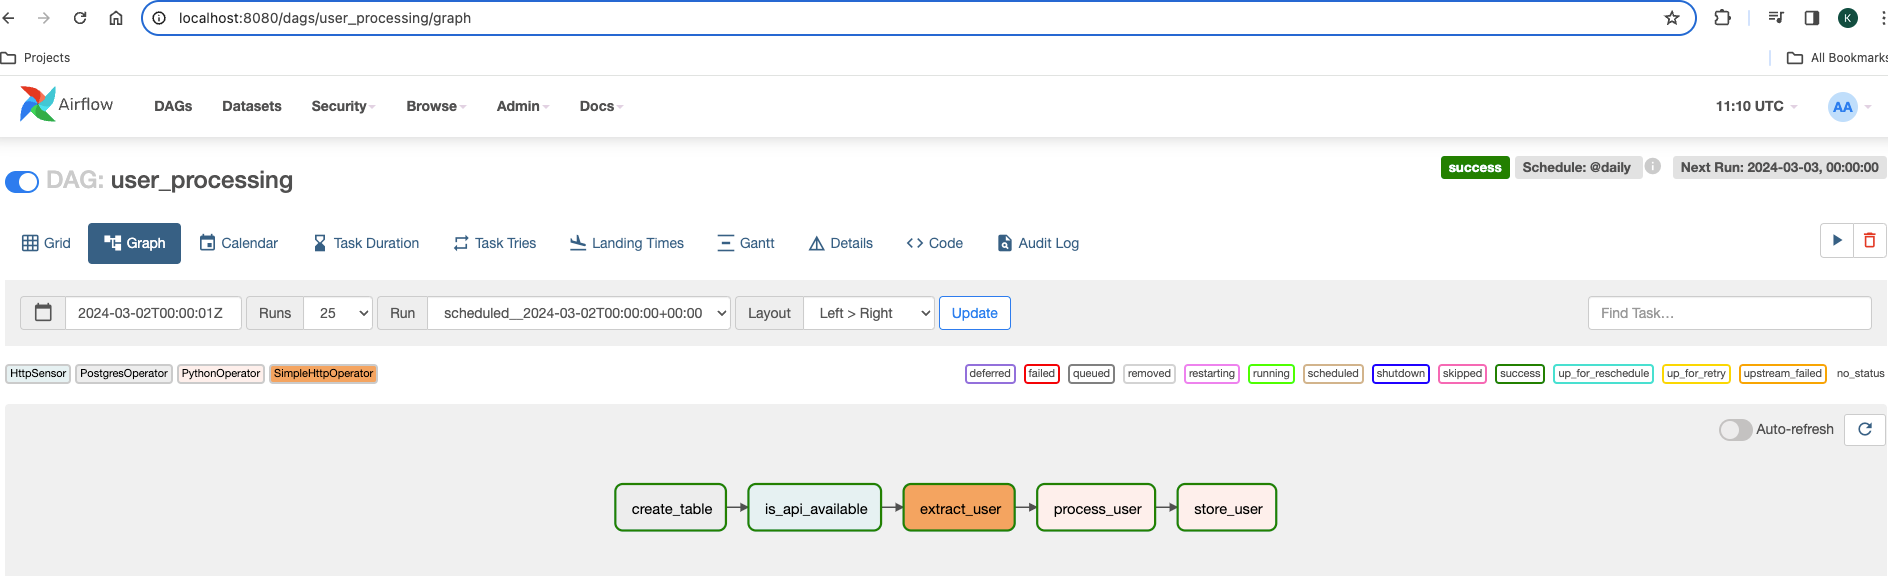 localhost:8080/dags/user_processing/graph
K
Projects
All Bookmarks
Airflow DAGs Datasets Security Browse Admin Docs 11:10 UTC AA
DAG: user_processing
success Schedule: @daily i Next Run: 2024-03-03, 00:00:00
Grid Graph Calendar Task Duration Task Tries Landing Times Gantt Details Code Audit Log
2024-03-02T00:00:01Z Runs 25 Run scheduled__2024-03-02T00:00:00+00:00 Layout Left > Right Update Find Task...
HttpSensor PostgresOperator PythonOperator SimpleHttpOperator deferred failed queued removed restarting running scheduled shutdown skipped success up_for_reschedule up_for_retry upstream_failed no_status
Auto-refresh
create_table is_api_available extract_user process_user store_user